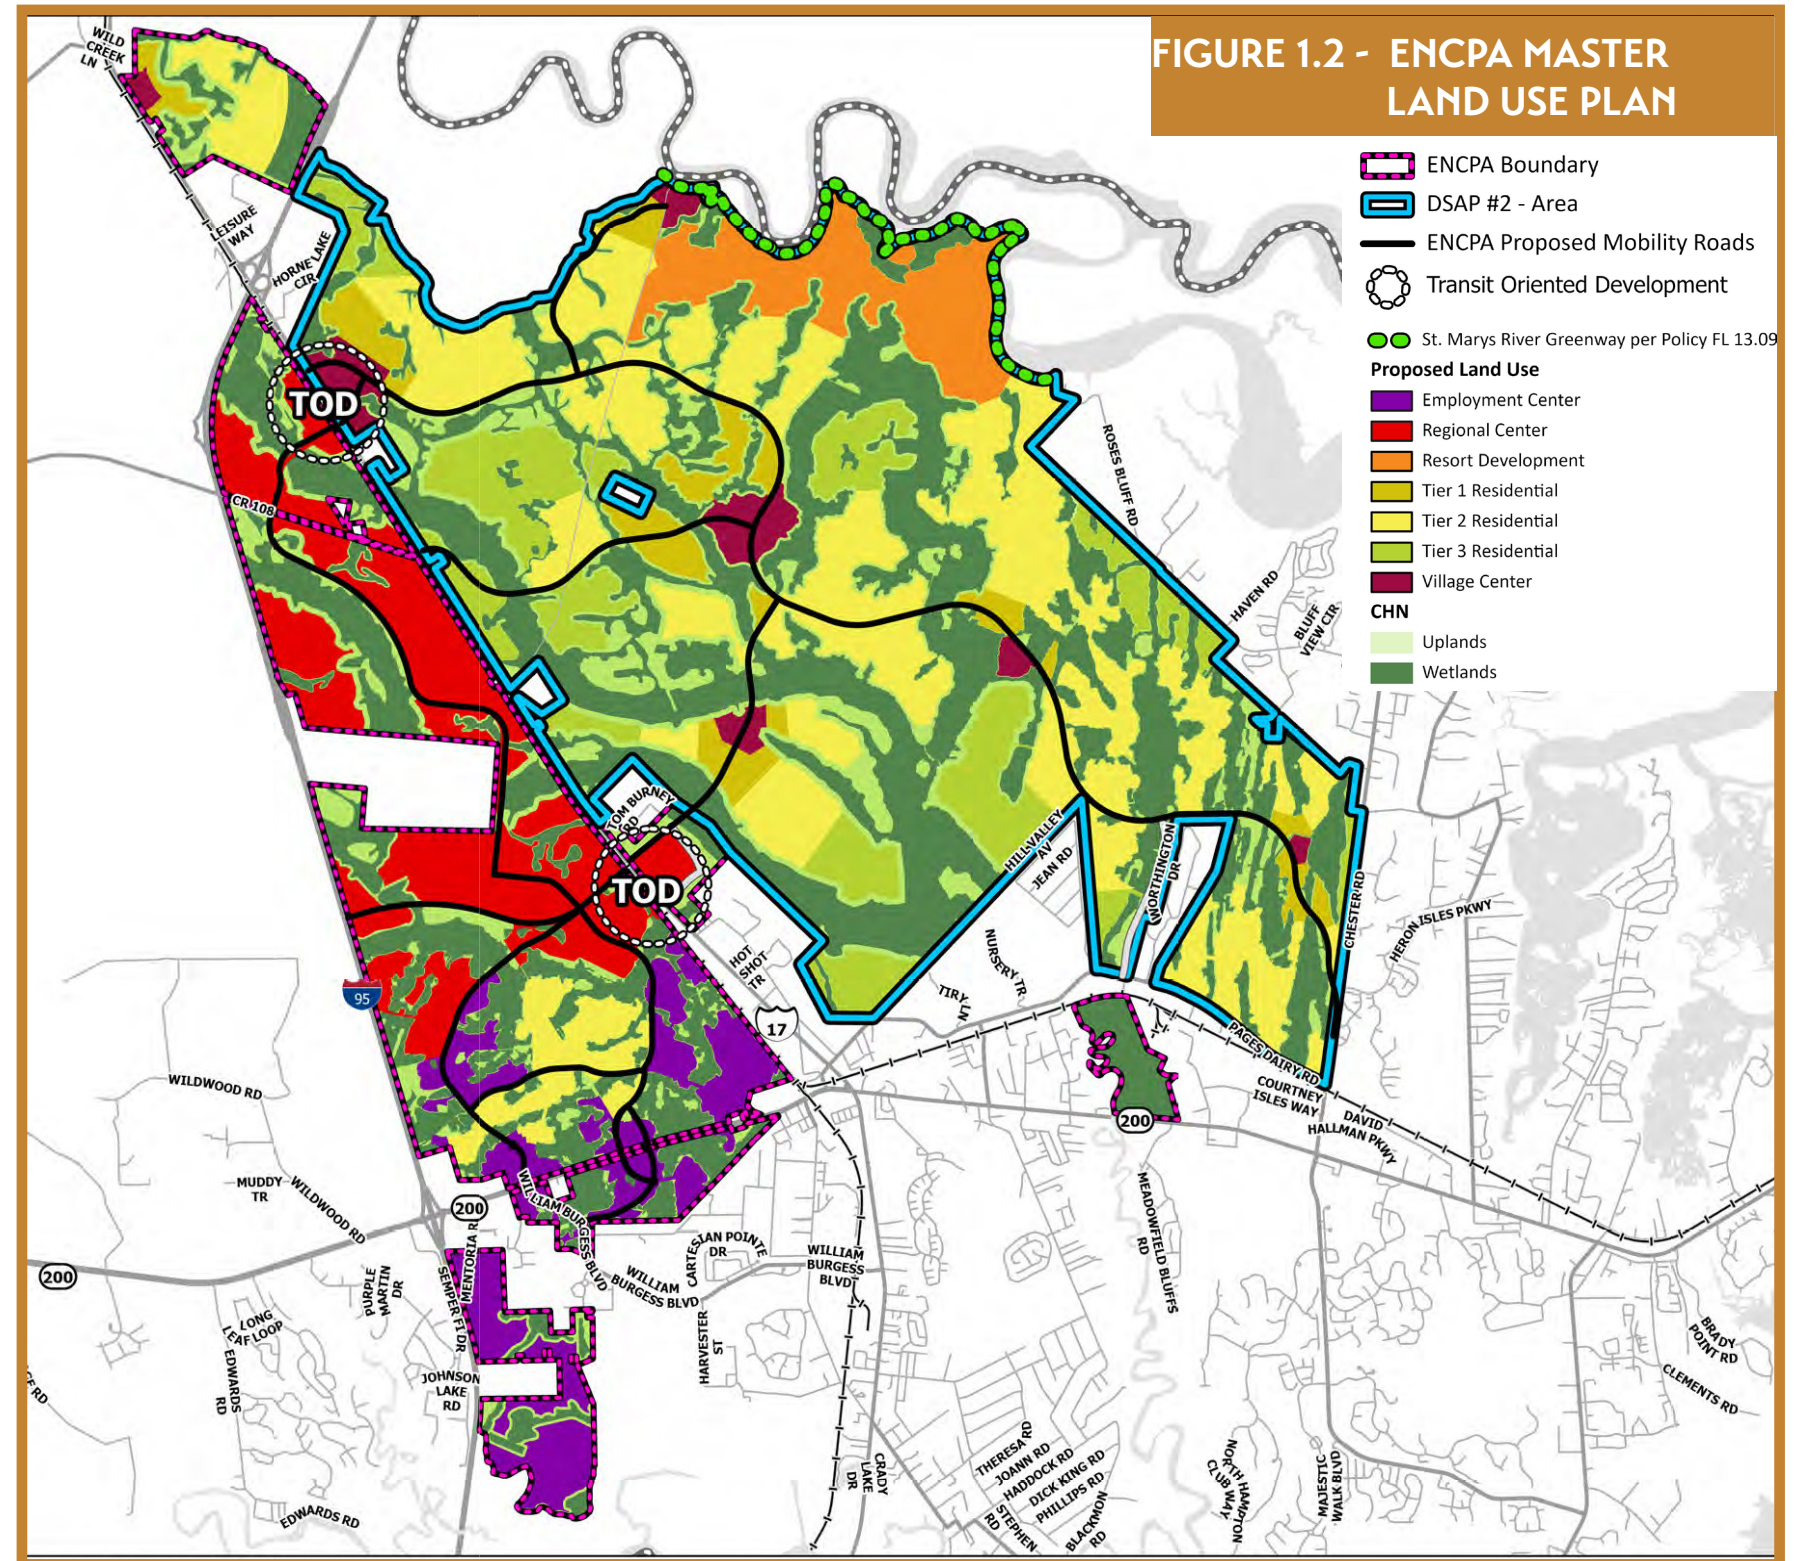 FIGURE 1.2 - ENCPA MASTER
LAND USE PLAN
ENCPA Boundary
DSAP #2 - Area
ENCPA Proposed Mobility Roads
Transit Oriented Development
St. Marys River Greenway per Policy FL 13.09
Proposed Land Use
Employment Center
Regional Center
Resort Development
Tier 1 Residential
Tier 2 Residential
Tier 3 Residential
Village Center
CHN
Uplands
Wetlands
WILD
CREEK
LN
LEISURE
WAY
HORNE LAKE
CIR
TOD
CR 108
ROSES BLUFF RD
HAVEN RD
BLUFF
VIEW CIR
TOM BURNEY
RD
TOD
HILL VALLEY
AV
JEAN RD
WORTHINGTON
DR
CHESTER RD
HERON ISLES PKWY
HOT
SHOT
TR
NURSERY TR
TIRY LN
95
17
PAGES DAIRY RD
COURTNEY
ISLES WAY
DAVID
HALLMAN PKWY
200
WILDWOOD RD
MUDDY
TR
WILDWOOD RD
200
WILLIAM BURGESS BLVD
MENTORIA R
SEMPER FI DR
200
PURPLE
MARTIN
DR
LONG
LEAF LOOP
EDWARDS
RD
JOHNSON
LAKE
RD
EDWARDS RD
CARTESIAN POINTE
DR
WILLIAM
BURGESS BLVD
WILLIAM
BURGESS
BLVD
HARVESTER
ST
MEADOWFIELD BLUFFS
RD
BRADY
POINT RD
CLEMENTS RD
CRADY
LAKE
DR
THERESA RD
JOANN RD
HADDOCK RD
DICK KING RD
PHILLIPS RD
STEPHEN
RD
BLACKMON
RD
NORTH HAMPTON
CLUB WAY
MAJESTIC
WALK BLVD